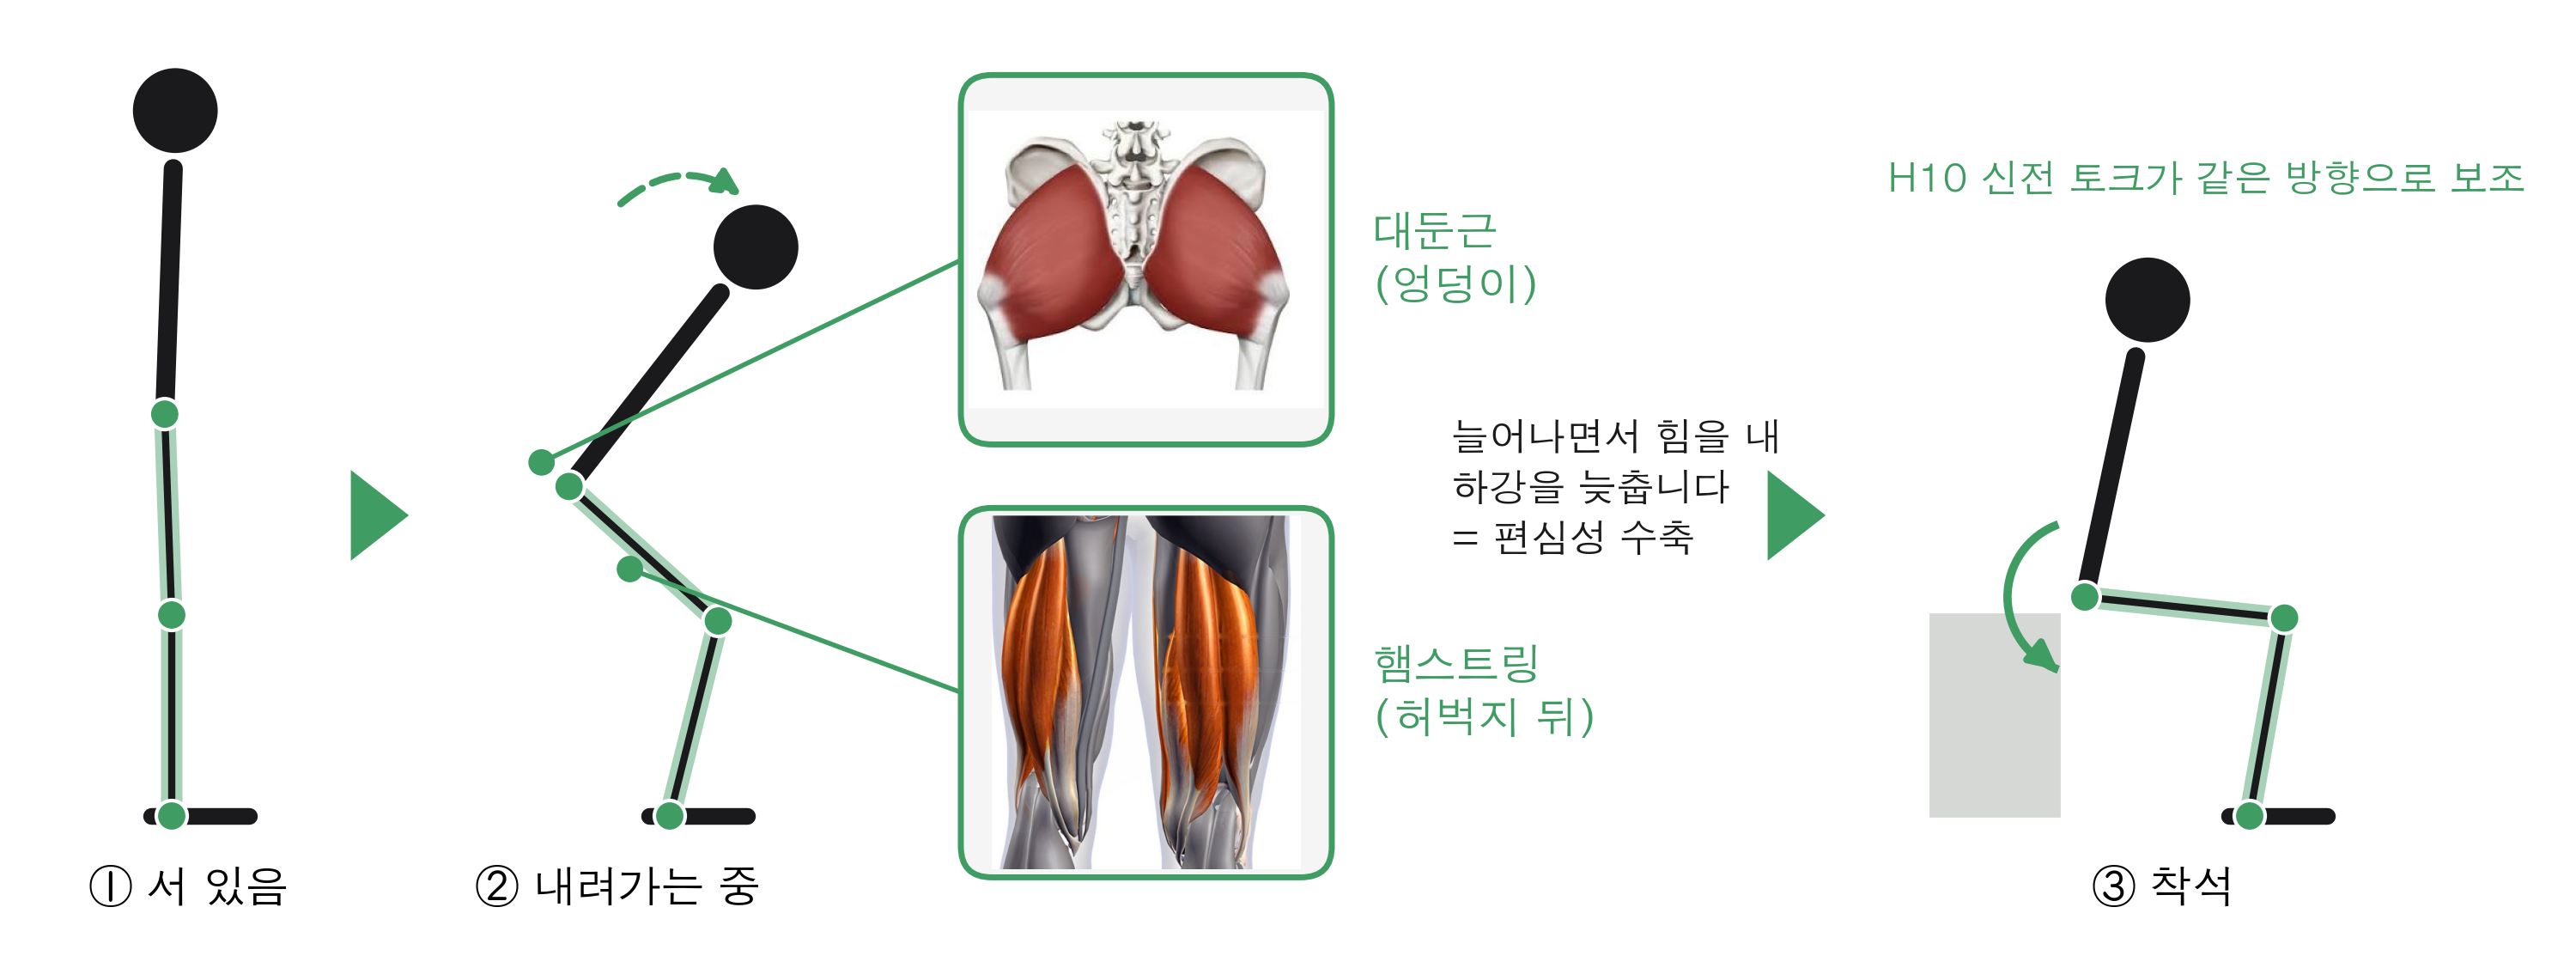 H10 신전 토크가 같은 방향으로 보조
대둔근
(엉덩이)
늘어나면서 힘을 내
하강을 늦춥니다
= 편심성 수축
햄스트링
(허벅지 뒤)
① 서 있음
② 내려가는 중
③ 착석